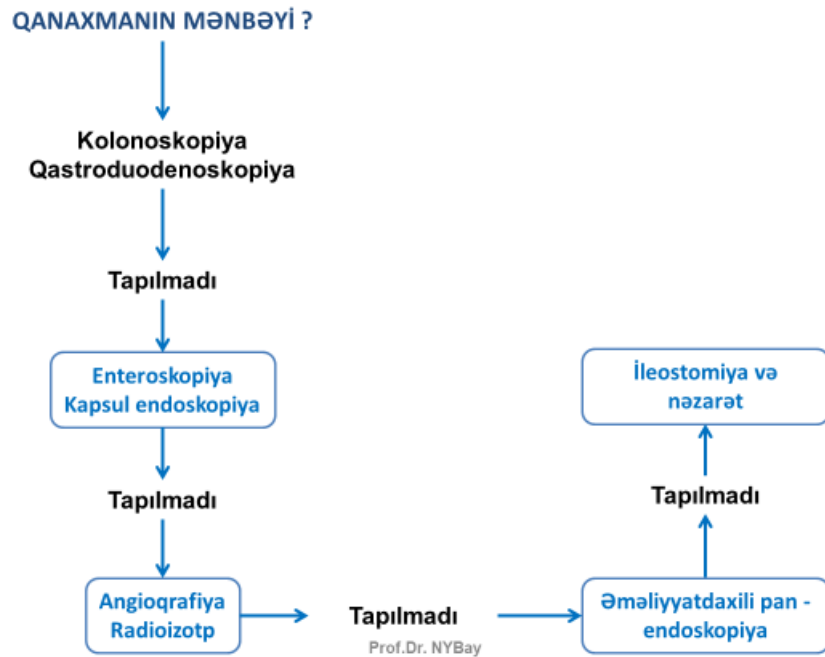 QANAXMANIN MƏNBƏYİ ?
Kolonoskopiya
Qastroduodenoskopiya
Tapılmadı
Enteroskopiya
Kapsul endoskopiya
Tapılmadı
Angioqrafiya
Radioizotp
Tapılmadı
Əməliyyatdaxili pan -
endoskopiya
Tapılmadı
İleostomiya və
nəzarət
Prof.Dr. NYBay